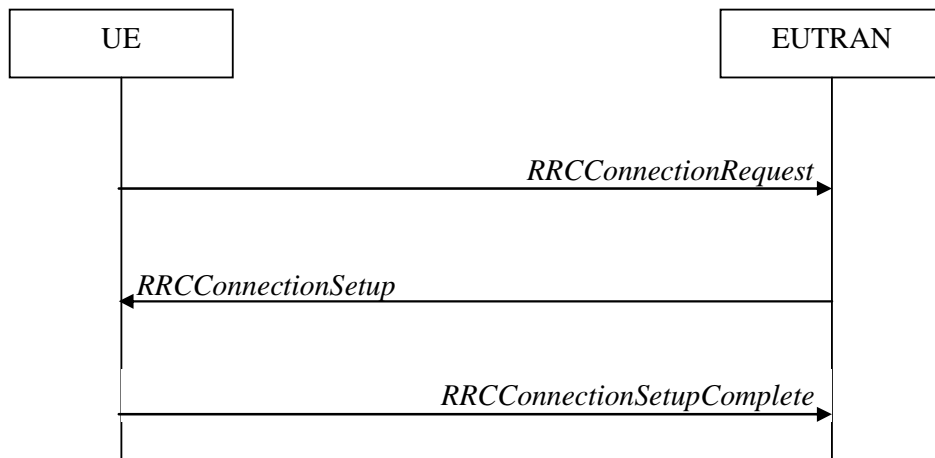 UE
EUTRAN
RRCConnectionRequest
RRCConnectionSetup
RRCConnectionSetupComplete